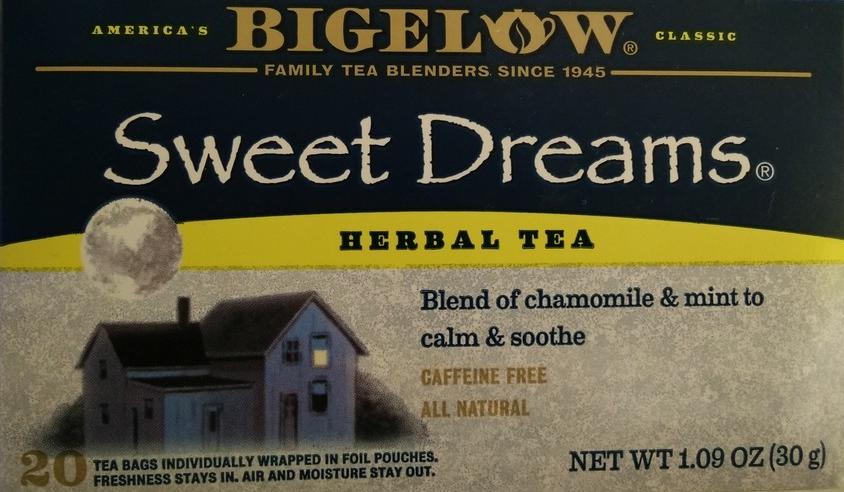 AMERICA'S BIGELOW® CLASSIC
FAMILY TEA BLENDERS SINCE 1945
Sweet Dreams®
HERBAL TEA
Blend of chamomile & mint to
calm & soothe
CAFFEINE FREE
ALL NATURAL
20 TEA BAGS INDIVIDUALLY WRAPPED IN FOIL POUCHES.
FRESHNESS STAYS IN. AIR AND MOISTURE STAY OUT.
NET WT 1.09 OZ (30 g)